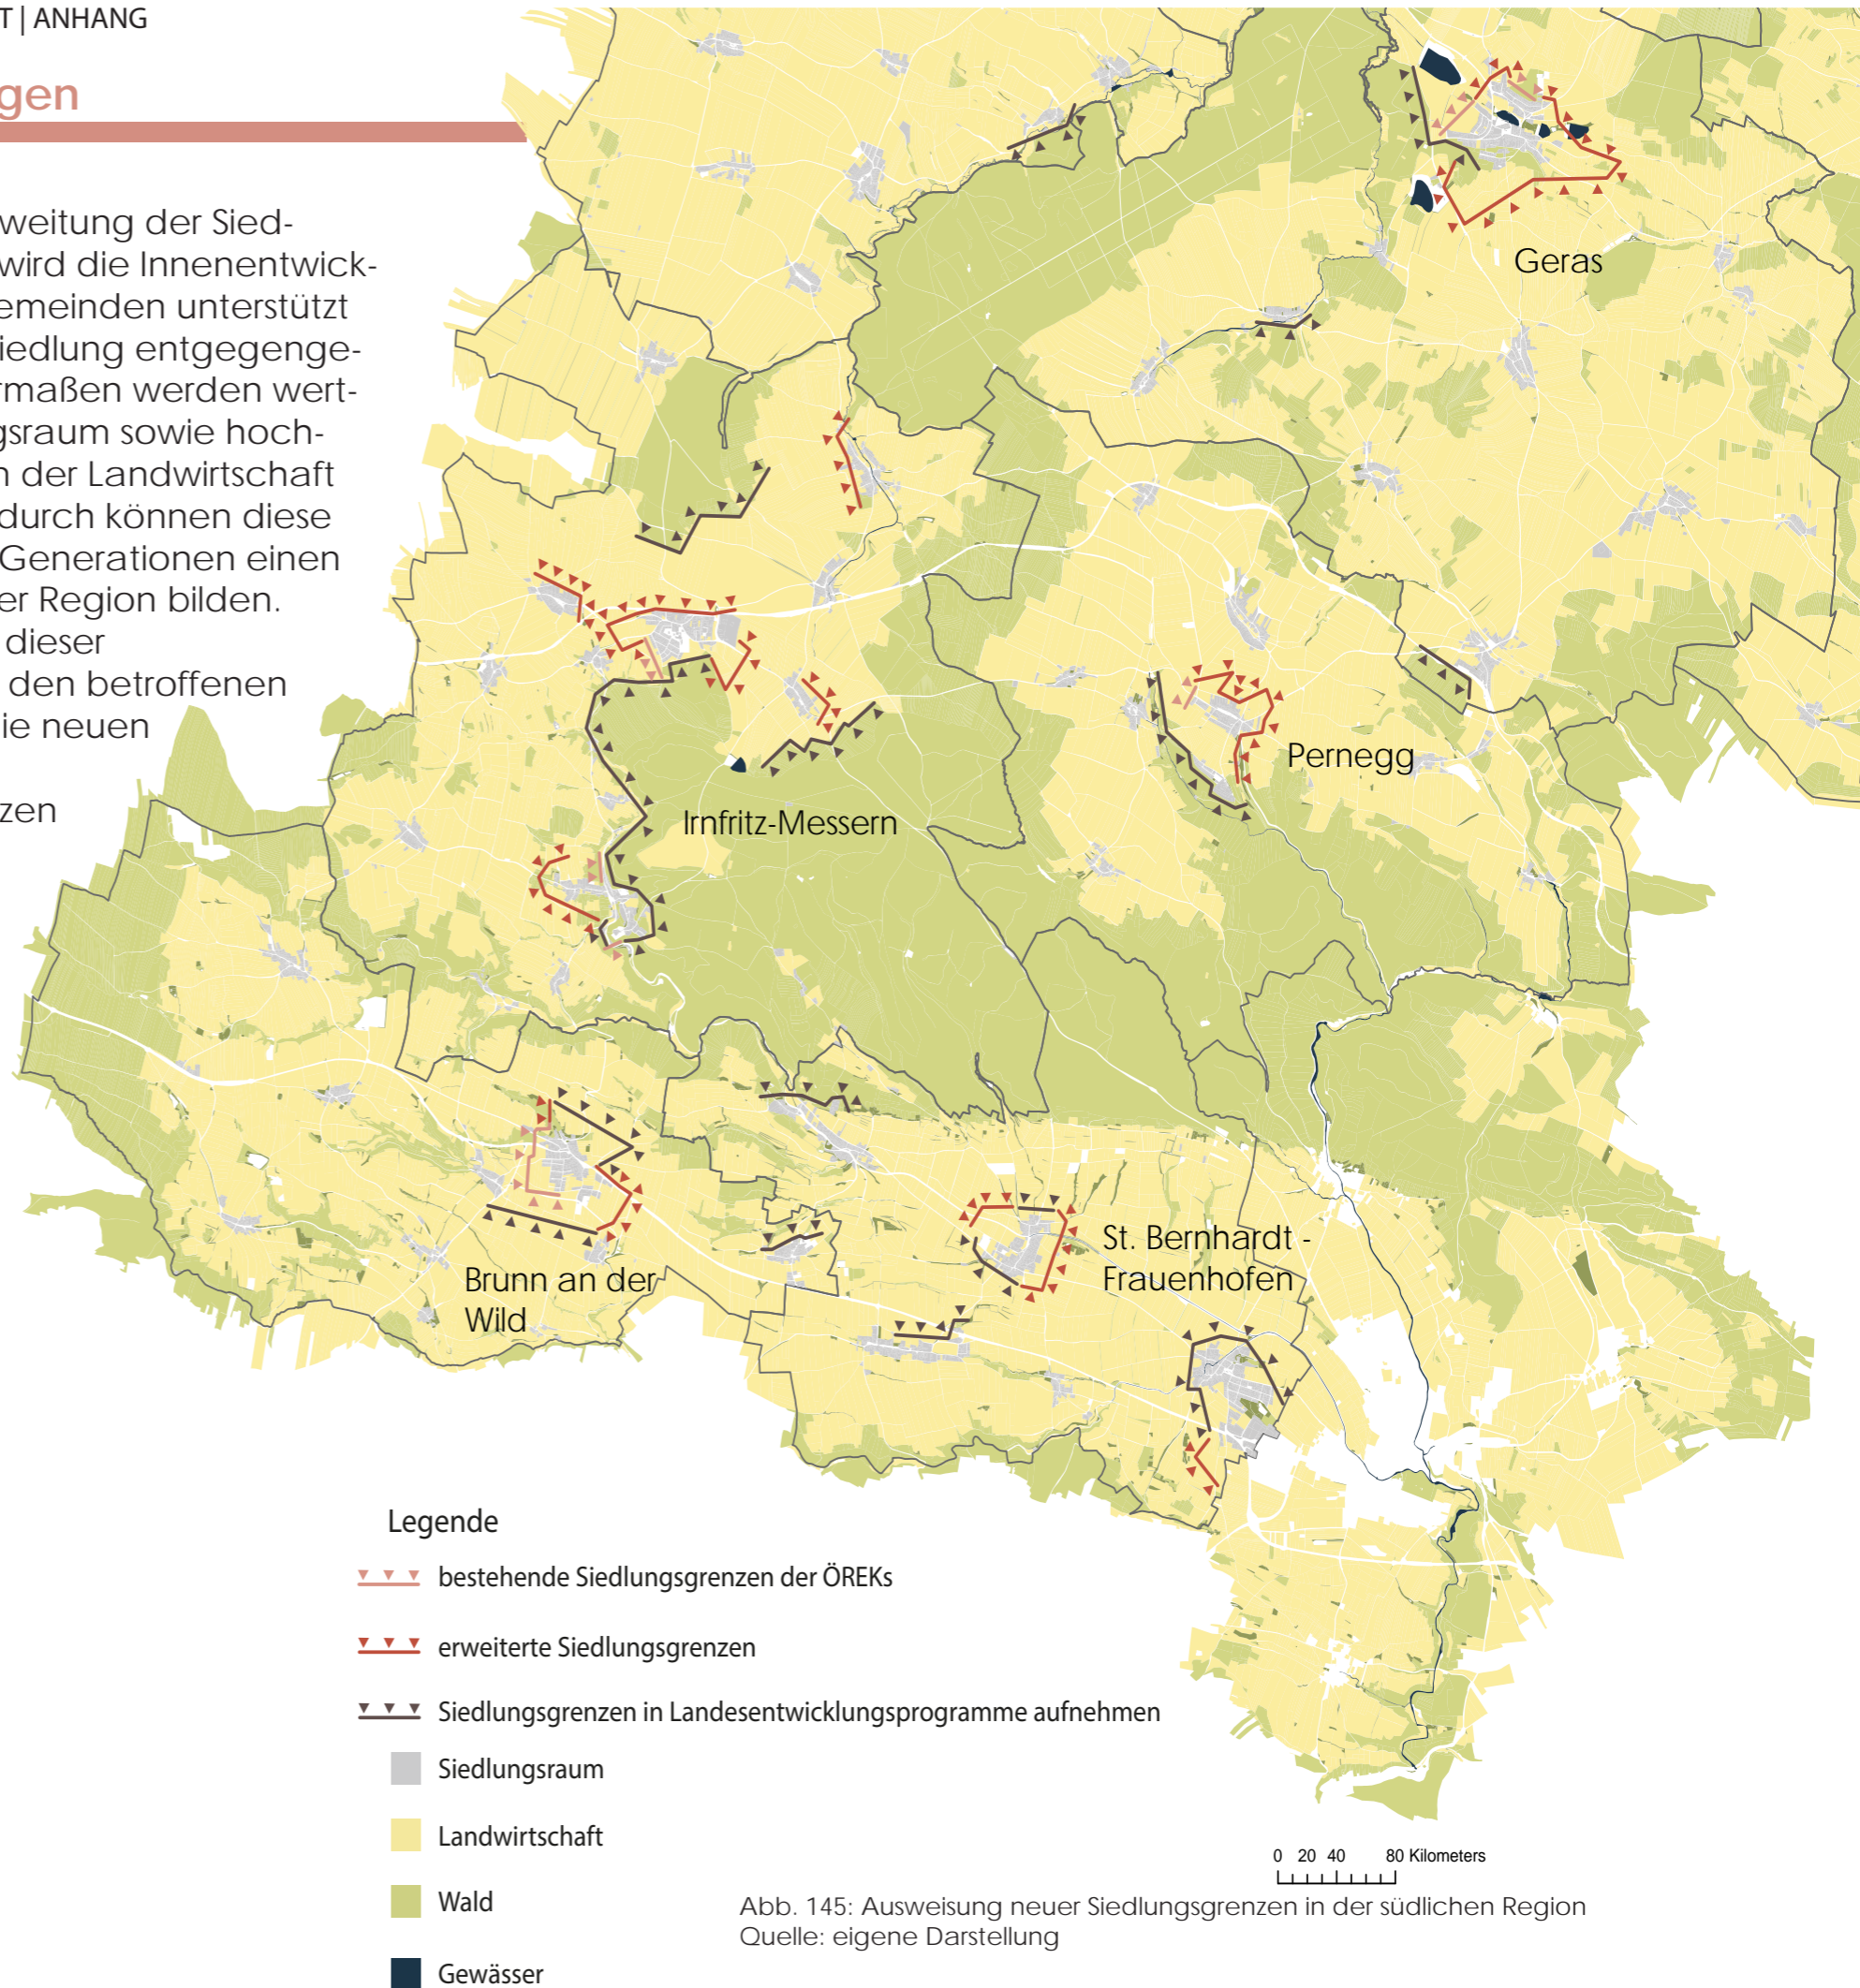 T | ANHANG
gen
weitung der Sied-
wird die Innenentwick-
emeinden unterstützt
iedlung entgegenge-
rmaßen werden wert-
gsraum sowie hoch-
n der Landwirtschaft
durch können diese
Generationen einen
er Region bilden.
dieser
den betroffenen
ie neuen
zen
Geras
Pernegg
Irnfritz-Messern
St. Bernhardt -
Frauenhofen
Brunn an der
Wild
Legende
bestehende Siedlungsgrenzen der ÖREKs
erweiterte Siedlungsgrenzen
Siedlungsgrenzen in Landesentwicklungsprogramme aufnehmen
Siedlungsraum
Landwirtschaft
Wald
Gewässer
0 20 40 80 Kilometers
Abb. 145: Ausweisung neuer Siedlungsgrenzen in der südlichen Region
Quelle: eigene Darstellung